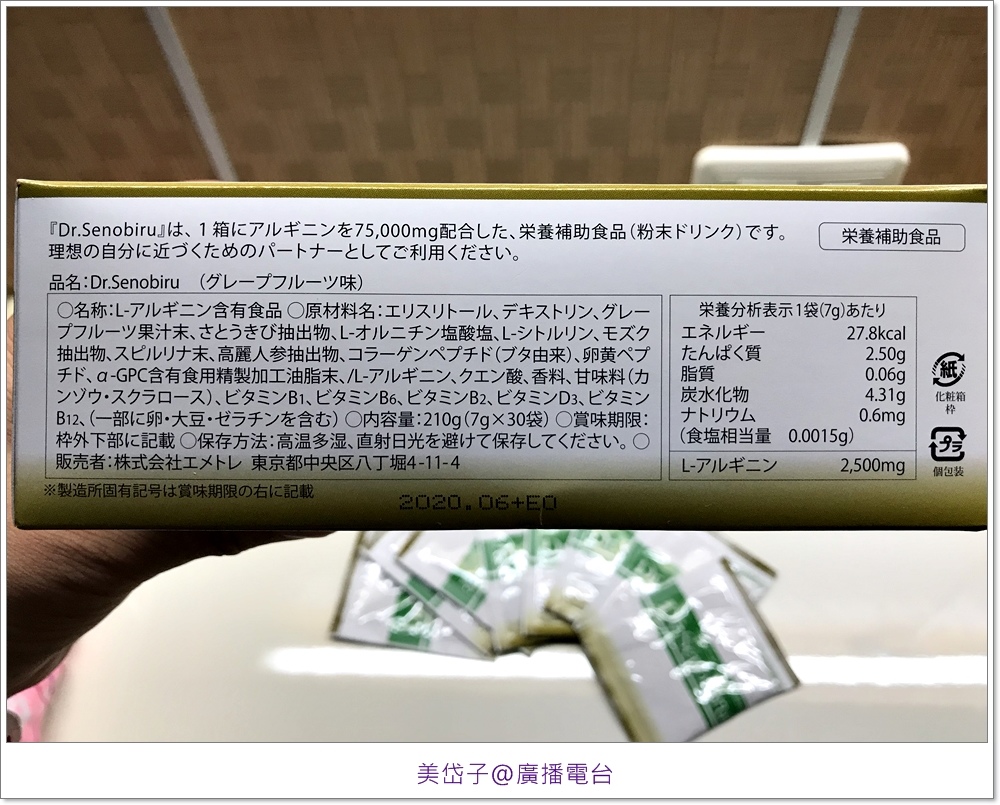 『Dr.Senobiru』は、1箱にアルギニンを75,000mg配合した、栄養補助食品(粉末ドリンク)です。
理想の自分に近づくためのパートナーとしてご利用ください。
栄養補助食品
品名:Dr.Senobiru (グレープフルーツ味)
○名称:L-アルギニン含有食品 ○原材料名:エリスリトール、デキストリン、グレー
プフルーツ果汁末、さとうきび抽出物、L-オルニチン塩酸塩、L-シトルリン、モズク
抽出物、スピルリナ末、高麗人参抽出物、コラーゲンペプチド(ブタ由来)、卵黄ペプ
チド、α-GPC含有食用精製加工油脂末、/L-アルギニン、クエン酸、香料、甘味料(カ
ンゾウ・スクラロース)、ビタミンB1、ビタミンB6、ビタミンB2、ビタミンD3、ビタミン
B12、(一部に卵・大豆・ゼラチンを含む) ○内容量:210g(7g×30袋) ○賞味期限:
枠外下部に記載 ○保存方法:高温多湿、直射日光を避けて保存してください。 ○
販売者:株式会社エメトレ 東京都中央区八丁堀4-11-4
※製造所固有記号は賞味期限の右に記載
2020.06+E0
栄養分析表示1袋(7g)あたり
エネルギー 27.8kcal
たんぱく質 2.50g
脂質 0.06g
炭水化物 4.31g
ナトリウム 0.6mg
(食塩相当量 0.0015g)
L-アルギニン 2,500mg
紙
化粧箱
枠
プラ
個包装
美岱子@廣播電台